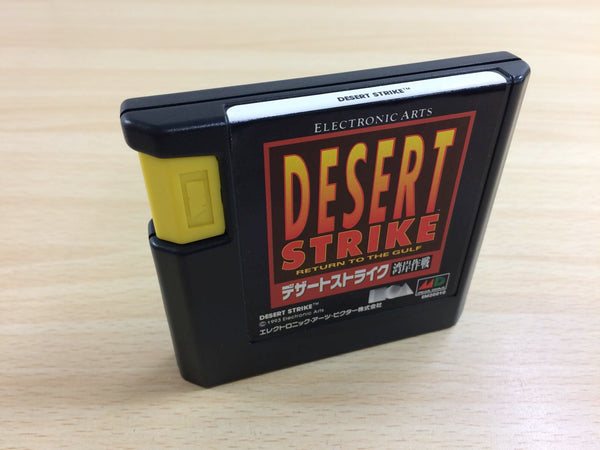 DESERT STRIKE™
ELECTRONIC ARTS
DESERT
STRIKE
RETURN TO THE GULF
デザートストライク 湾岸作戦
DESERT STRIKE™
© 1993 Electronic Arts
エレクトロニック・アーツ・ビクター株式会社
MD